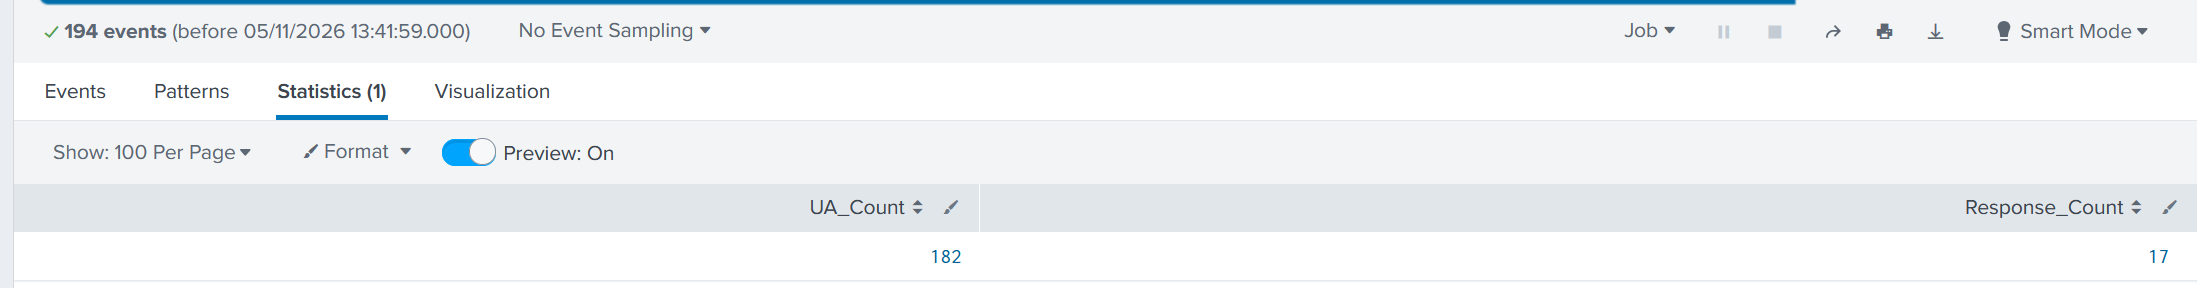 194 events (before 05/11/2026 13:41:59.000) No Event Sampling Job Smart Mode
Events Patterns Statistics (1) Visualization
Show: 100 Per Page Format Preview: On
UA_Count Response_Count
182 17